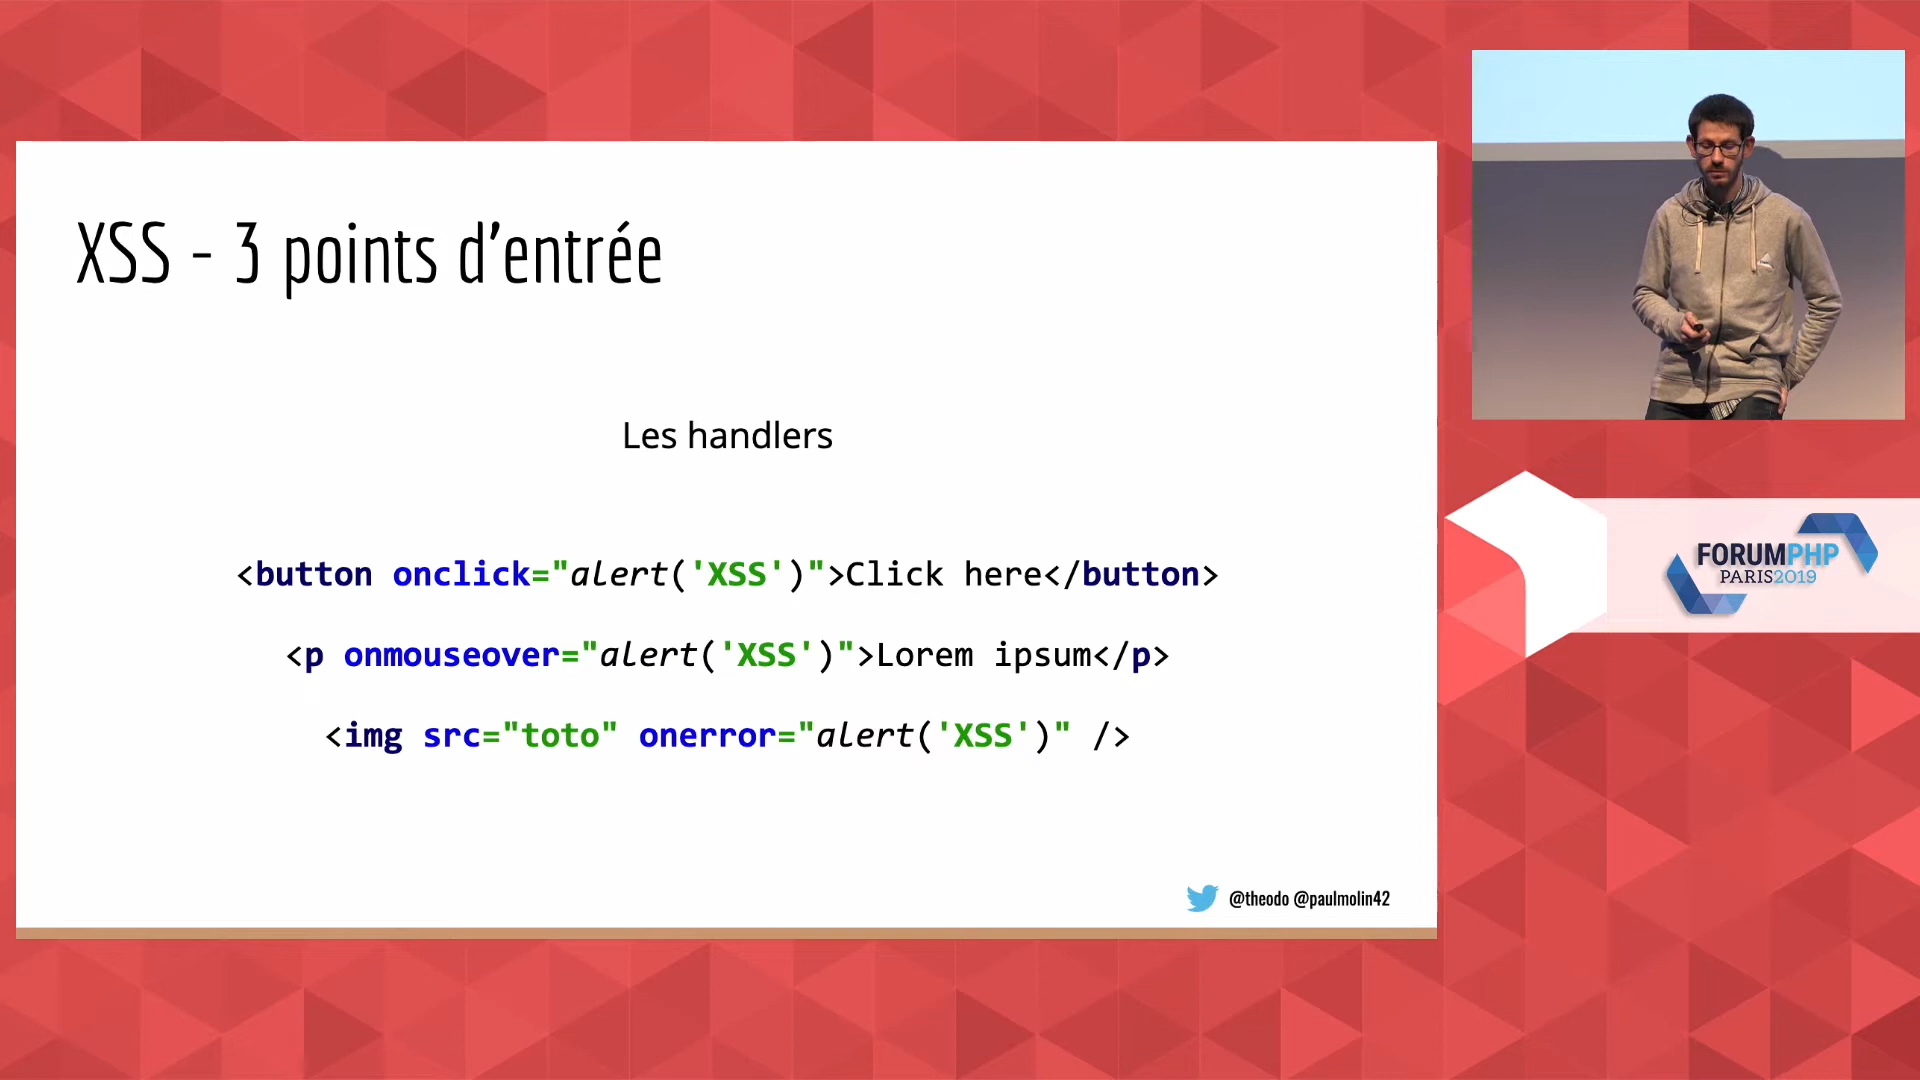 XSS - 3 points d'entrée
Les handlers
<button onclick="alert('XSS')">Click here</button>
<p onmouseover="alert('XSS')">Lorem ipsum</p>
<img src="toto" onerror="alert('XSS')" />
@theodo @paulmolin42
FORUMPHP
PARIS2019